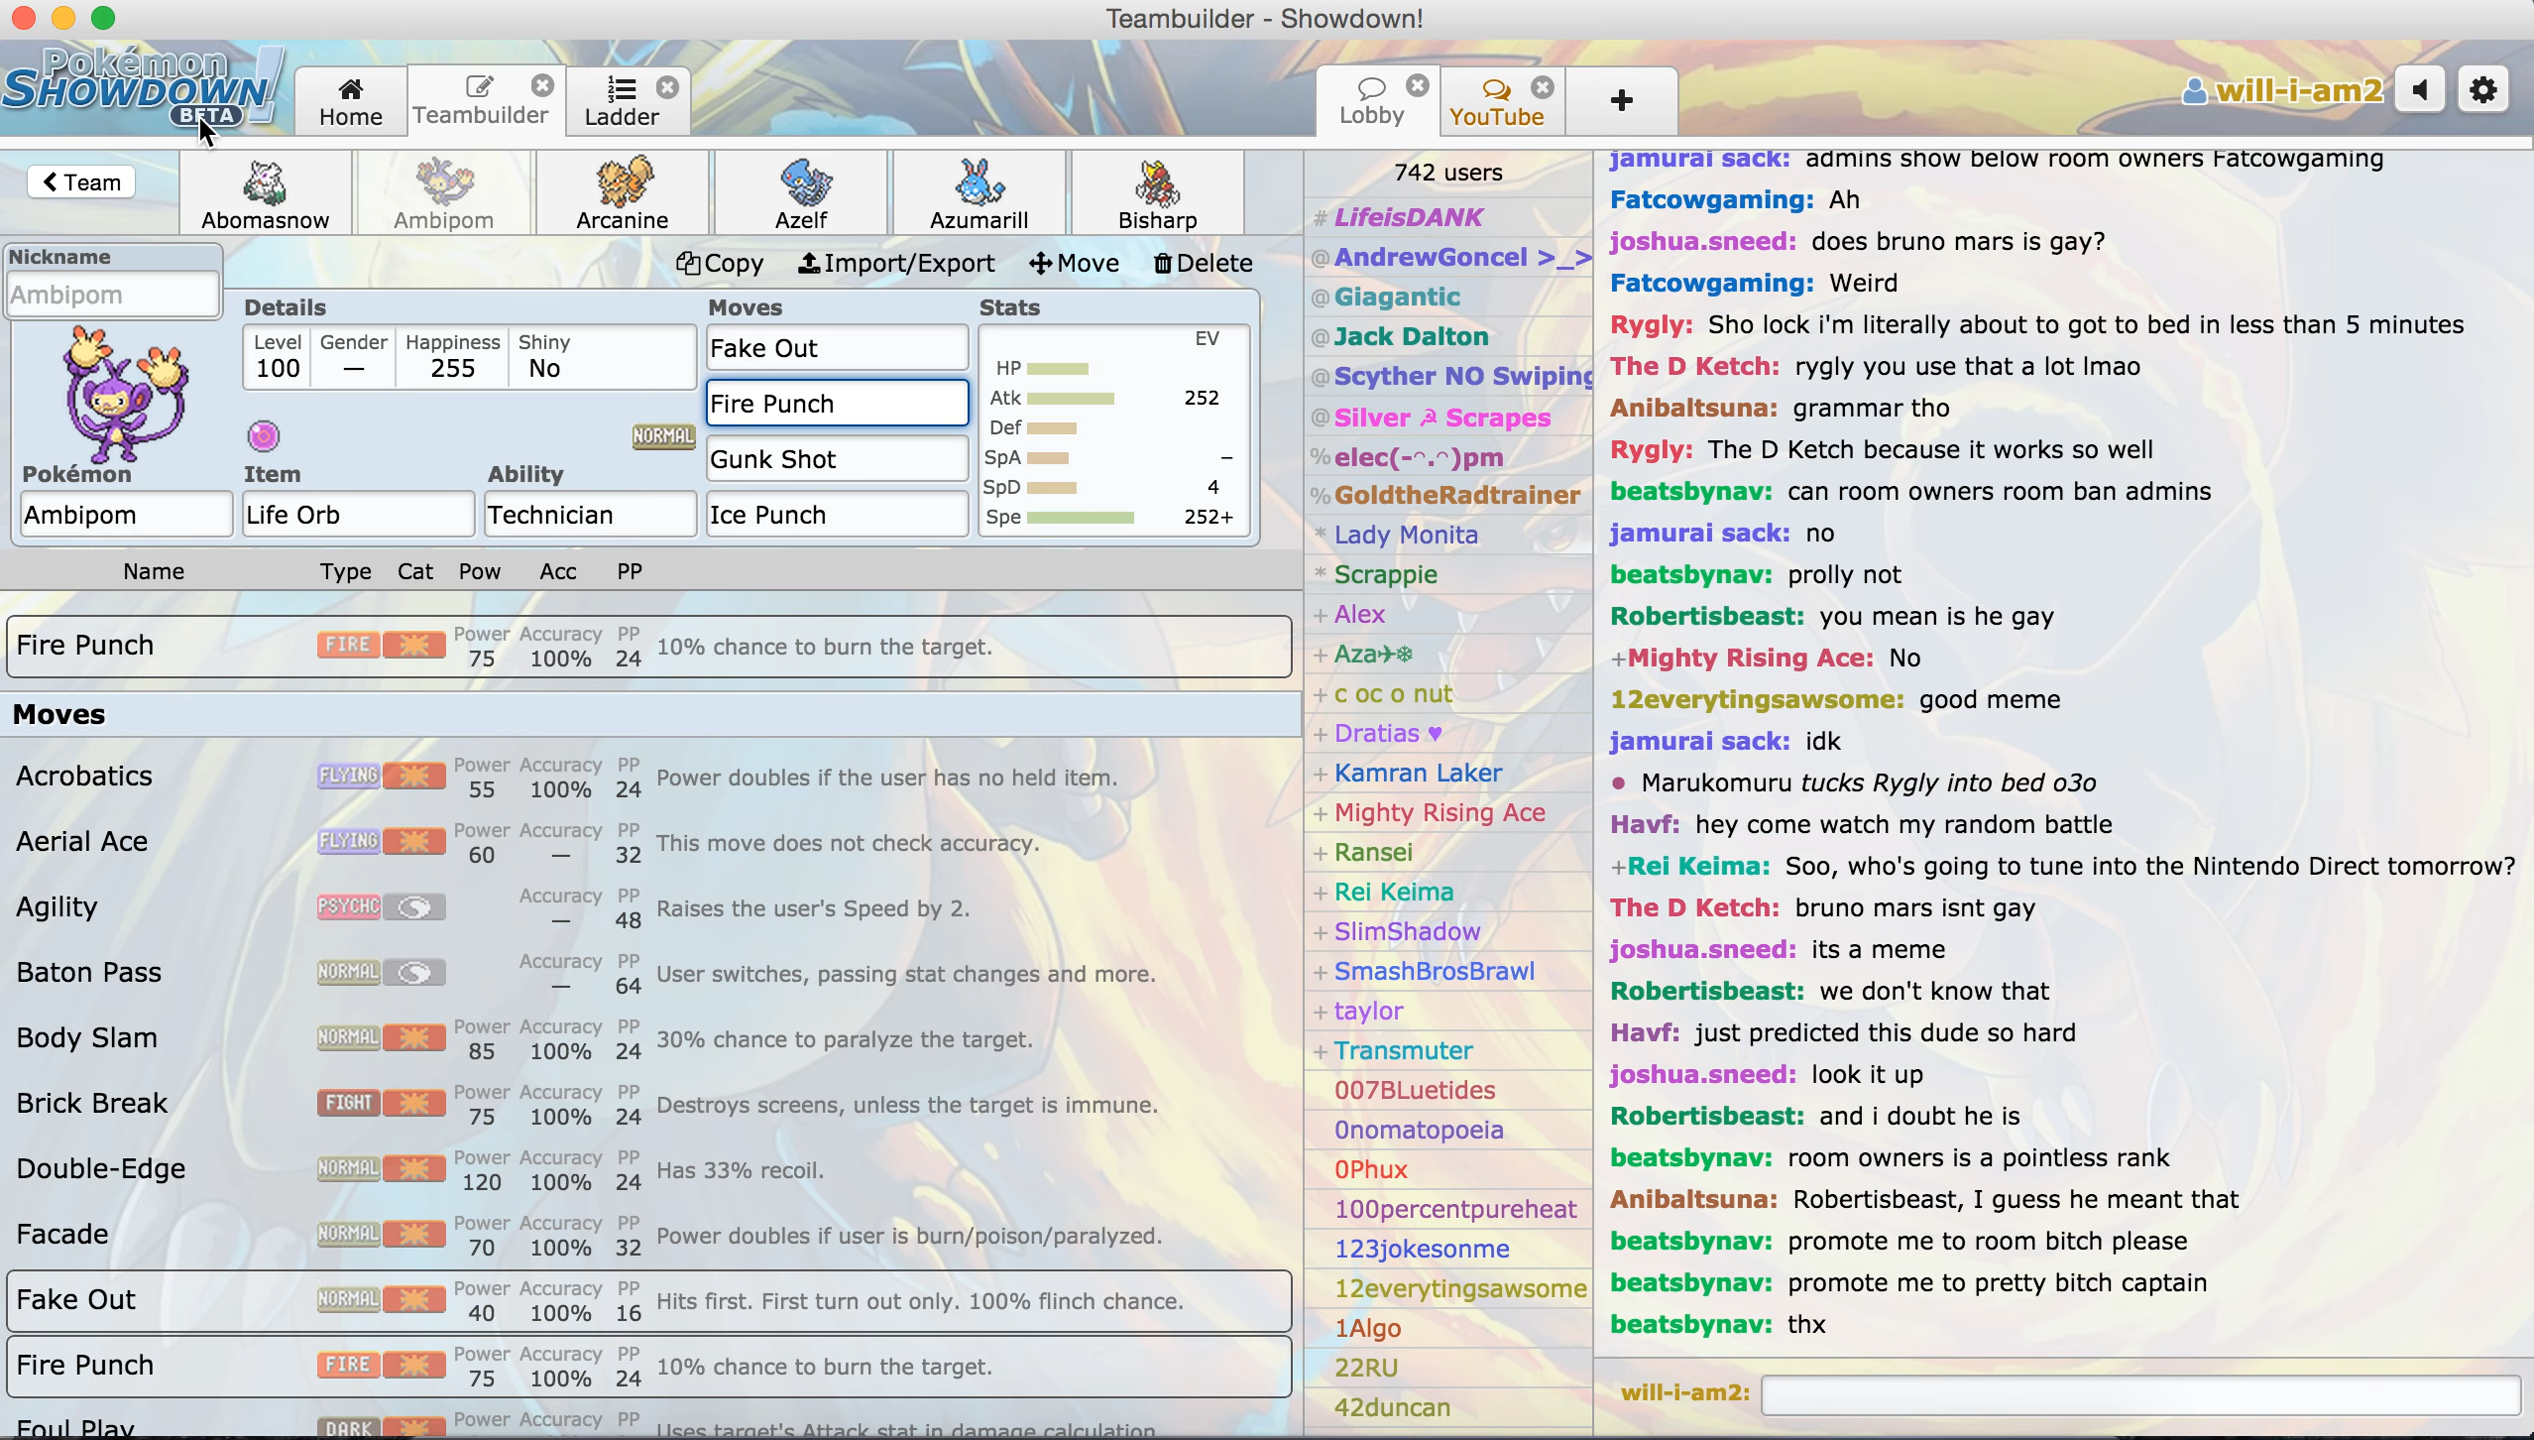 Teambuilder - Showdown!
Pokémon
SHOWDOWN!
BETA
Home
Teambuilder
Ladder
Lobby
YouTube
will-i-am2
Team
Abomasnow
Ambipom
Arcanine
Azelf
Azumarill
Bisharp
Copy Import/Export Move Delete
Nickname
Ambipom
Details
Level Gender Happiness Shiny
100 — 255 No
NORMAL
Pokémon Item Ability
Ambipom Life Orb Technician
Moves
Fake Out
Fire Punch
Gunk Shot
Ice Punch
Stats
EV
HP
Atk 252
Def
SpA –
SpD 4
Spe 252+
Name Type Cat Pow Acc PP
Fire Punch FIRE Power 75 Accuracy 100% PP 24 10% chance to burn the target.
Moves
Acrobatics FLYING Power 55 Accuracy 100% PP 24 Power doubles if the user has no held item.
Aerial Ace FLYING Power 60 Accuracy — PP 32 This move does not check accuracy.
Agility PSYCHC Accuracy — PP 48 Raises the user's Speed by 2.
Baton Pass NORMAL Accuracy — PP 64 User switches, passing stat changes and more.
Body Slam NORMAL Power 85 Accuracy 100% PP 24 30% chance to paralyze the target.
Brick Break FIGHT Power 75 Accuracy 100% PP 24 Destroys screens, unless the target is immune.
Double-Edge NORMAL Power 120 Accuracy 100% PP 24 Has 33% recoil.
Facade NORMAL Power 70 Accuracy 100% PP 32 Power doubles if user is burn/poison/paralyzed.
Fake Out NORMAL Power 40 Accuracy 100% PP 16 Hits first. First turn out only. 100% flinch chance.
Fire Punch FIRE Power 75 Accuracy 100% PP 24 10% chance to burn the target.
Foul Play DARK Power Accuracy PP Uses target's Attack stat in damage calculation.
742 users
# LifeisDANK
@ AndrewGoncel >_>
@ Giagantic
@ Jack Dalton
@ Scyther NO Swiping
@ Silver ☭ Scrapes
% elec(-ᵔ.ᵔ)pm
% GoldtheRadtrainer
* Lady Monita
* Scrappie
+ Alex
+ Aza✈❄
+ c oc o nut
+ Dratias ♥
+ Kamran Laker
+ Mighty Rising Ace
+ Ransei
+ Rei Keima
+ SlimShadow
+ SmashBrosBrawl
+ taylor
+ Transmuter
007BLuetides
0nomatopoeia
0Phux
100percentpureheat
123jokesonme
12everytingsawsome
1Algo
22RU
42duncan
jamurai sack: admins show below room owners Fatcowgaming
Fatcowgaming: Ah
joshua.sneed: does bruno mars is gay?
Fatcowgaming: Weird
Rygly: Sho lock i'm literally about to got to bed in less than 5 minutes
The D Ketch: rygly you use that a lot lmao
Anibaltsuna: grammar tho
Rygly: The D Ketch because it works so well
beatsbynav: can room owners room ban admins
jamurai sack: no
beatsbynav: prolly not
Robertisbeast: you mean is he gay
+Mighty Rising Ace: No
12everytingsawsome: good meme
jamurai sack: idk
• Marukomuru tucks Rygly into bed o3o
Havf: hey come watch my random battle
+Rei Keima: Soo, who's going to tune into the Nintendo Direct tomorrow?
The D Ketch: bruno mars isnt gay
joshua.sneed: its a meme
Robertisbeast: we don't know that
Havf: just predicted this dude so hard
joshua.sneed: look it up
Robertisbeast: and i doubt he is
beatsbynav: room owners is a pointless rank
Anibaltsuna: Robertisbeast, I guess he meant that
beatsbynav: promote me to room bitch please
beatsbynav: promote me to pretty bitch captain
beatsbynav: thx
will-i-am2: